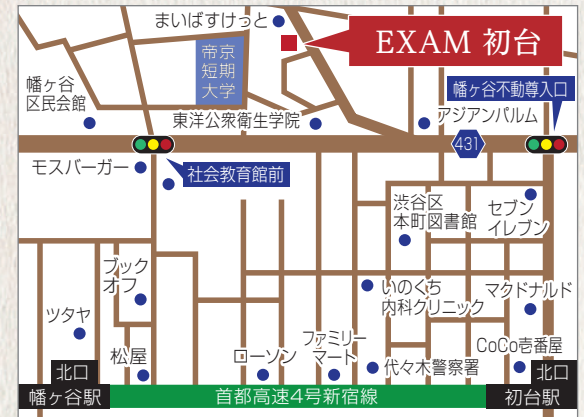 まいばすけっと
EXAM 初台
帝京
短期
大学
幡ヶ谷
区民会館
幡ヶ谷不動尊入口
東洋公衆衛生学院
アジアンパルム
431
モスバーガー
社会教育館前
渋谷区
本町図書館
セブン
イレブン
ブック
オフ
いのくち
内科クリニック
マクドナルド
ツタヤ
松屋
ローソン
ファミリー
マート
代々木警察署
CoCo壱番屋
北口
幡ヶ谷駅
首都高速4号新宿線
北口
初台駅